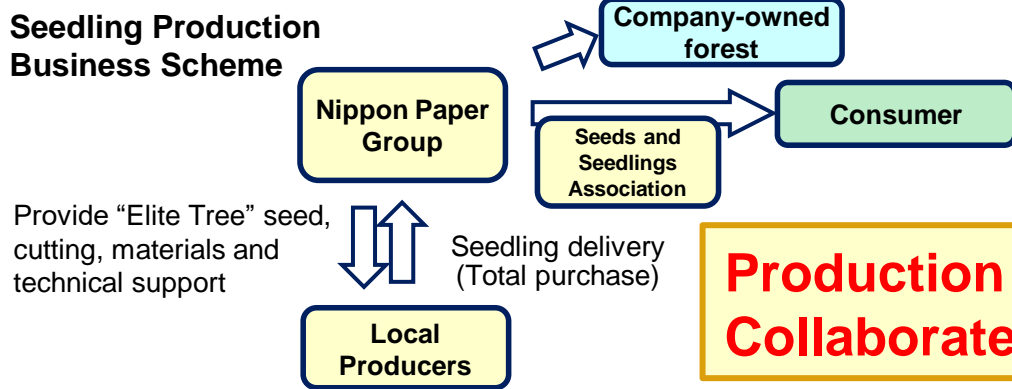 Seedling Production
Business Scheme
Company-owned
forest
Nippon Paper
Group
Consumer
Seeds and
Seedlings
Association
Provide “Elite Tree” seed,
cutting, materials and
technical support
Seedling delivery
(Total purchase)
Local
Producers
Production
Collaborate